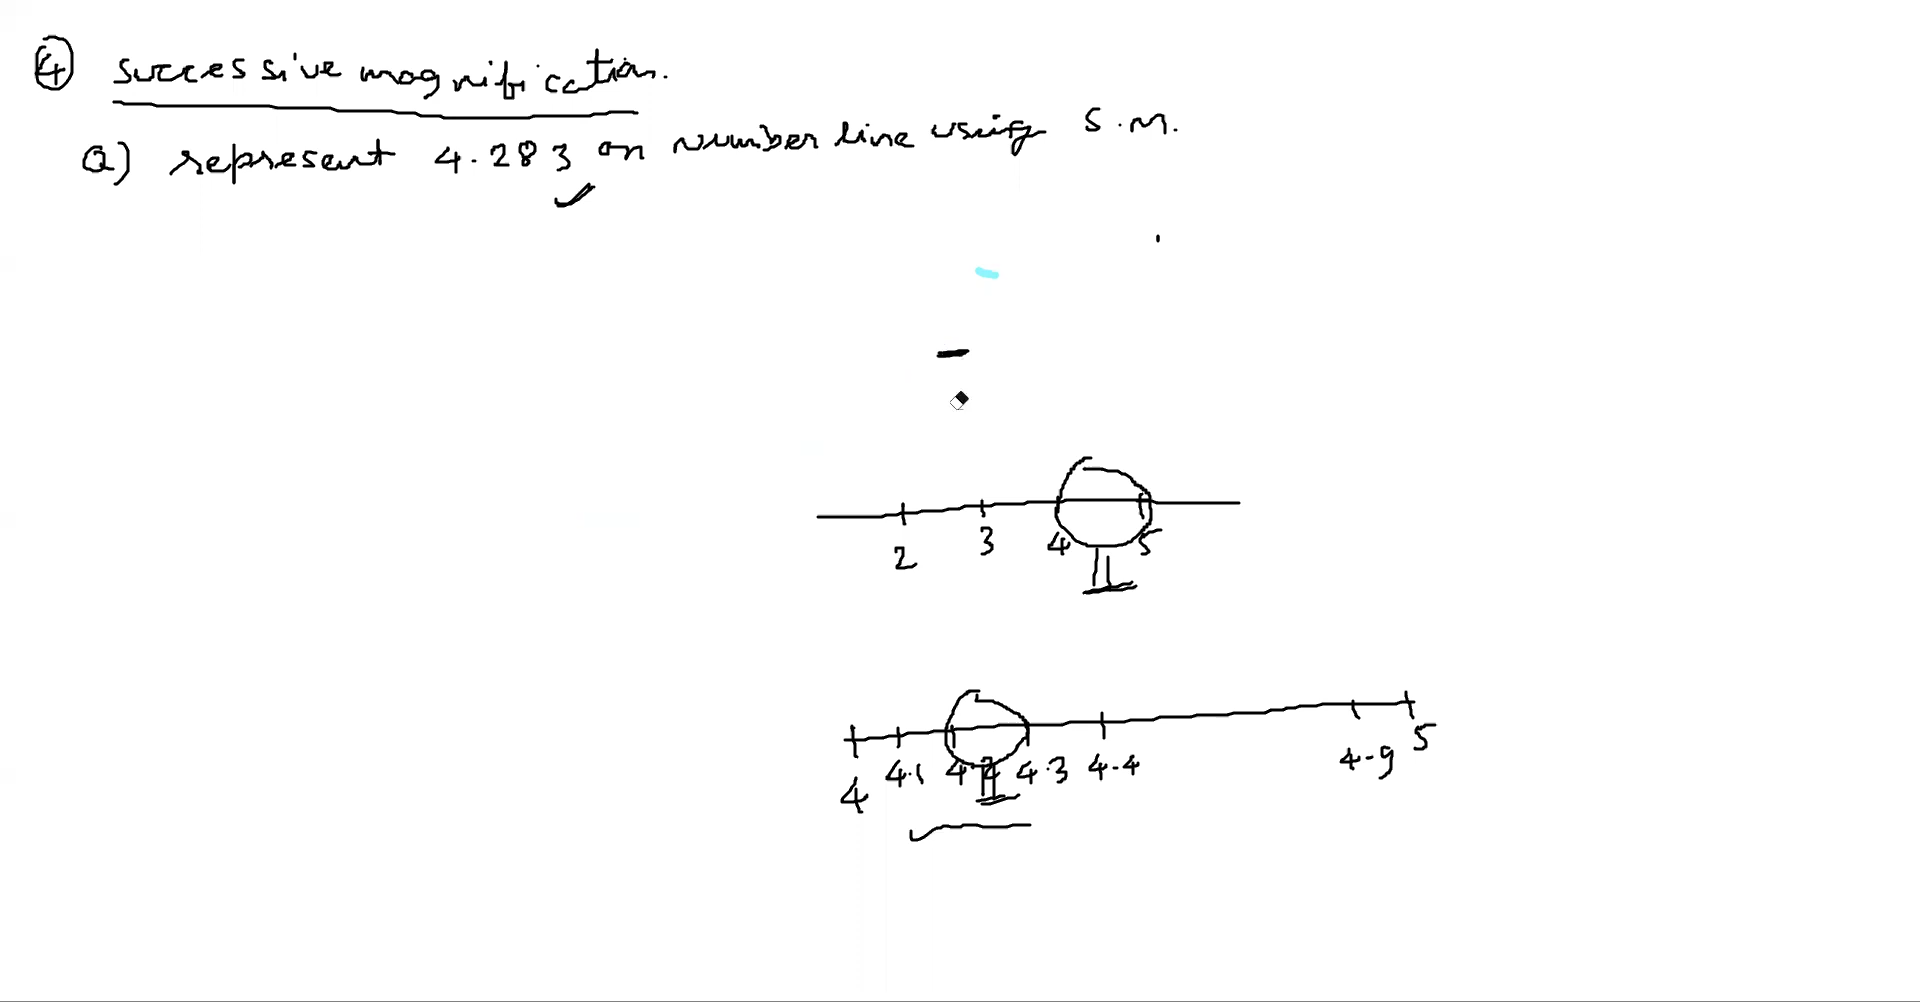 4 successive magnification.
Q) represent 4.283 on number line using S.M.
2 3 4 5
4 4.1 4.2 4.3 4.4 4.9 5